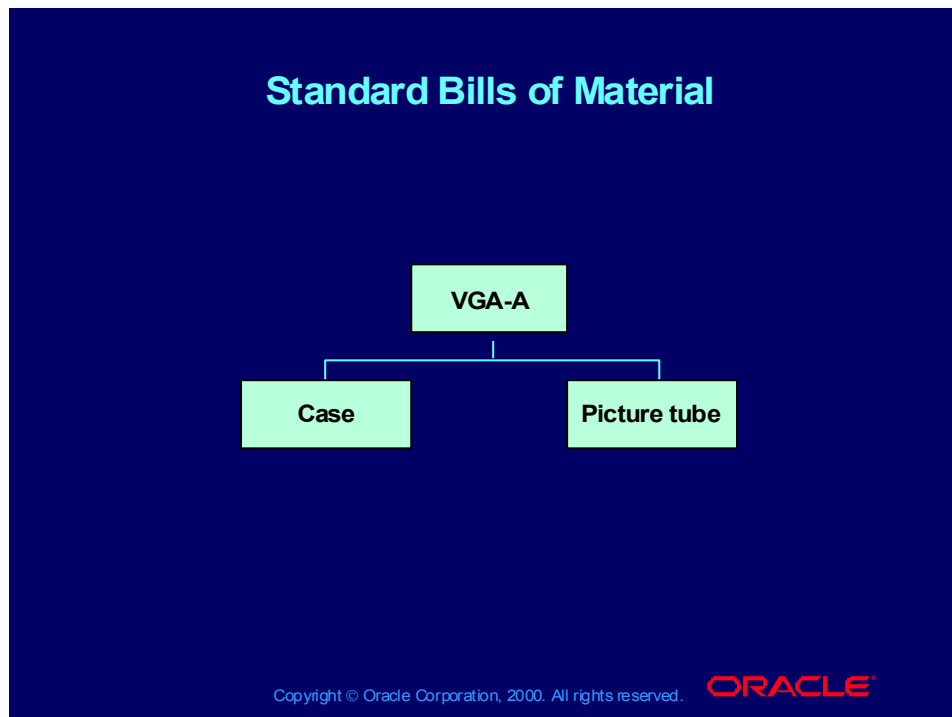 Standard Bills of Material
VGA-A
Case
Picture tube
Copyright © Oracle Corporation, 2000. All rights reserved.
ORACLE®